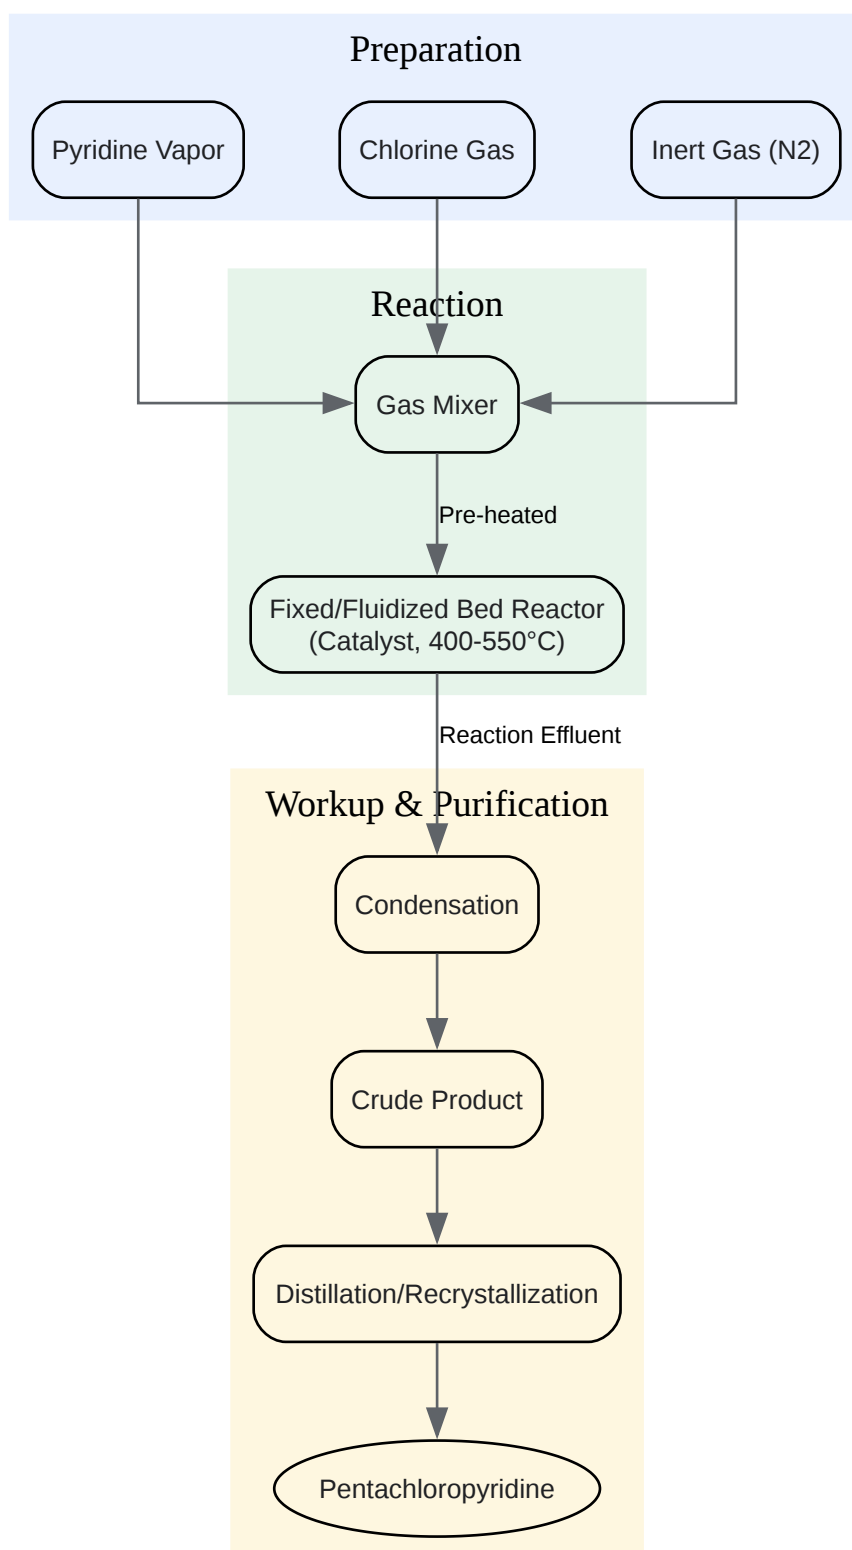 Preparation
Pyridine Vapor
Chlorine Gas
Inert Gas (N2)
Reaction
Gas Mixer
Pre-heated
Fixed/Fluidized Bed Reactor
(Catalyst, 400-550°C)
Reaction Effluent
Workup & Purification
Condensation
Crude Product
Distillation/Recrystallization
Pentachloropyridine